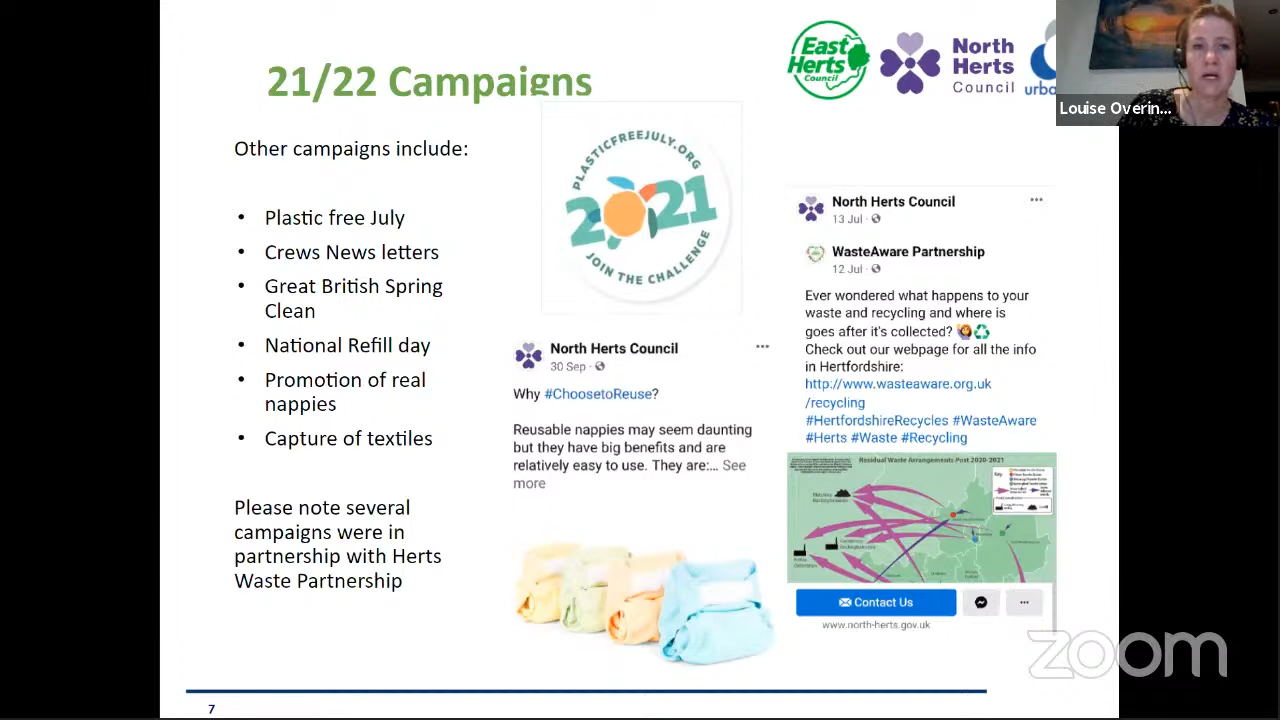 21/22 Campaigns
East
Herts
Council
North
Herts
Council
urba
Louise Overin...
Other campaigns include:
• Plastic free July
• Crews News letters
• Great British Spring
Clean
• National Refill day
• Promotion of real
nappies
• Capture of textiles
Please note several
campaigns were in
partnership with Herts
Waste Partnership
PLASTICFREEJULY.ORG
2021
JOIN THE CHALLENGE
North Herts Council
30 Sep
Why #ChoosetoReuse?
Reusable nappies may seem daunting
but they have big benefits and are
relatively easy to use. They are:... See
more
North Herts Council
13 Jul
WasteAware Partnership
12 Jul
Ever wondered what happens to your
waste and recycling and where is
goes after it's collected?
Check out our webpage for all the info
in Hertfordshire:
http://www.wasteaware.org.uk
/recycling
#HertfordshireRecycles #WasteAware
#Herts #Waste #Recycling
Residual Waste Arrangements Post 2020-2021
Key
Contact Us
www.north-herts.gov.uk
zoom
7